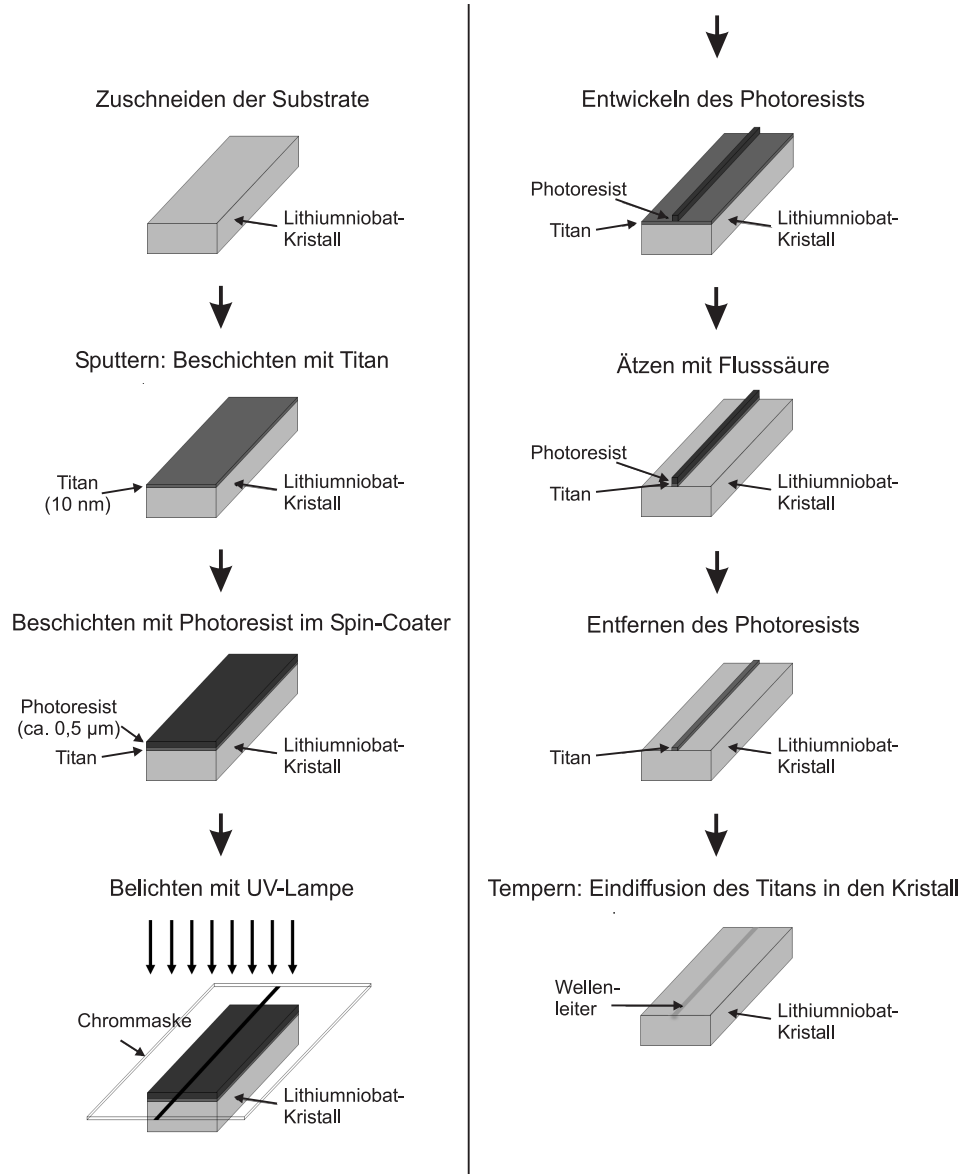 Zuschneiden der Substrate
Lithiumniobat-
Kristall
Sputtern: Beschichten mit Titan
Titan
(10 nm)
Lithiumniobat-
Kristall
Beschichten mit Photoresist im Spin-Coater
Photoresist
(ca. 0,5 µm)
Titan
Lithiumniobat-
Kristall
Belichten mit UV-Lampe
Chrommaske
Lithiumniobat-
Kristall
Entwickeln des Photoresists
Photoresist
Titan
Lithiumniobat-
Kristall
Ätzen mit Flusssäure
Photoresist
Titan
Lithiumniobat-
Kristall
Entfernen des Photoresists
Titan
Lithiumniobat-
Kristall
Tempern: Eindiffusion des Titans in den Kristall
Wellen-
leiter
Lithiumniobat-
Kristall